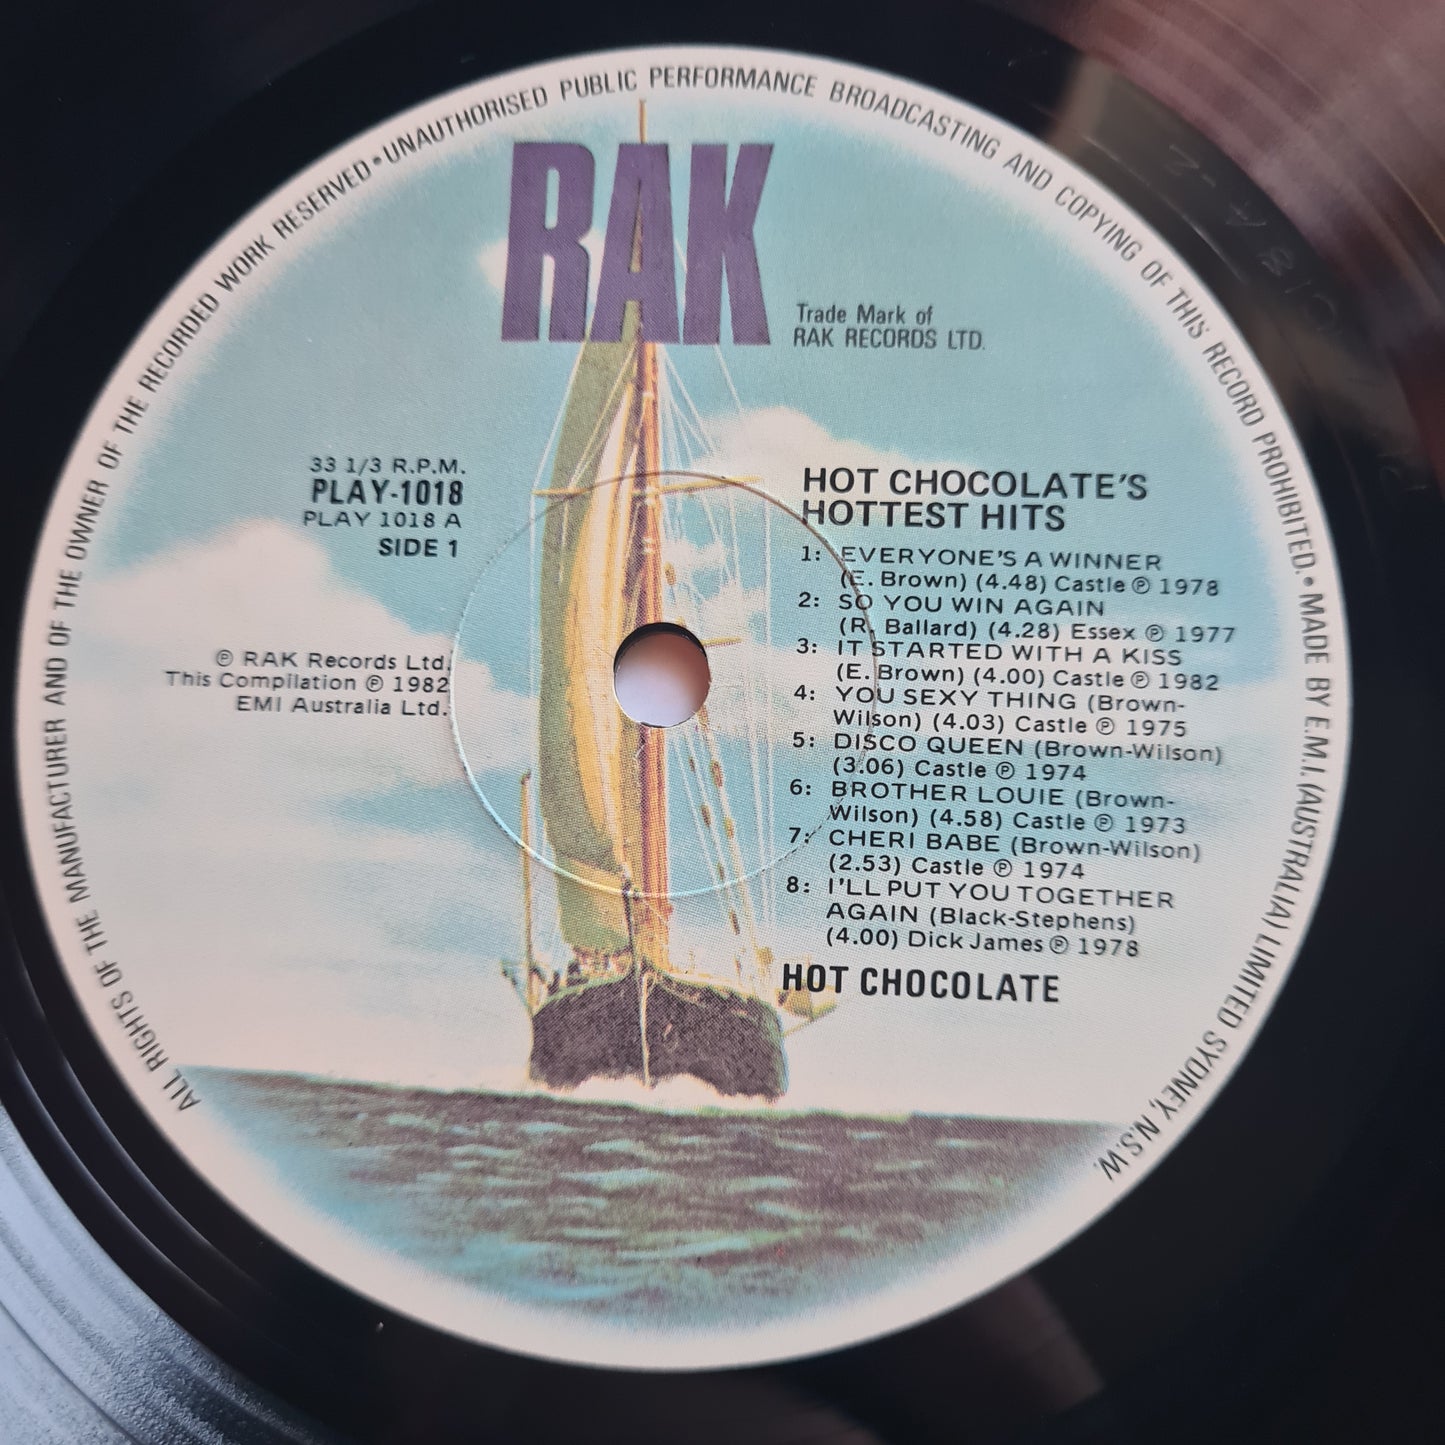 ALL RIGHTS OF THE MANUFACTURER AND OF THE OWNER OF THE RECORDED WORK RESERVED • UNAUTHORISED PUBLIC PERFORMANCE BROADCASTING AND COPYING OF THIS RECORD PROHIBITED. • MADE BY E.M.I. (AUSTRALIA) LIMITED SYDNEY, N.S.W.
RAK
Trade Mark of
RAK RECORDS LTD.
33 1/3 R.P.M.
PLAY-1018
PLAY 1018 A
SIDE 1
℗ RAK Records Ltd.
This Compilation ℗ 1982
EMI Australia Ltd.
HOT CHOCOLATE'S
HOTTEST HITS
1: EVERYONE'S A WINNER
(E. Brown) (4.48) Castle ℗ 1978
2: SO YOU WIN AGAIN
(R. Ballard) (4.28) Essex ℗ 1977
3: IT STARTED WITH A KISS
(E. Brown) (4.00) Castle ℗ 1982
4: YOU SEXY THING (Brown-
Wilson) (4.03) Castle ℗ 1975
5: DISCO QUEEN (Brown-Wilson)
(3.06) Castle ℗ 1974
6: BROTHER LOUIE (Brown-
Wilson) (4.58) Castle ℗ 1973
7: CHERI BABE (Brown-Wilson)
(2.53) Castle ℗ 1974
8: I'LL PUT YOU TOGETHER
AGAIN (Black-Stephens)
(4.00) Dick James ℗ 1978
HOT CHOCOLATE